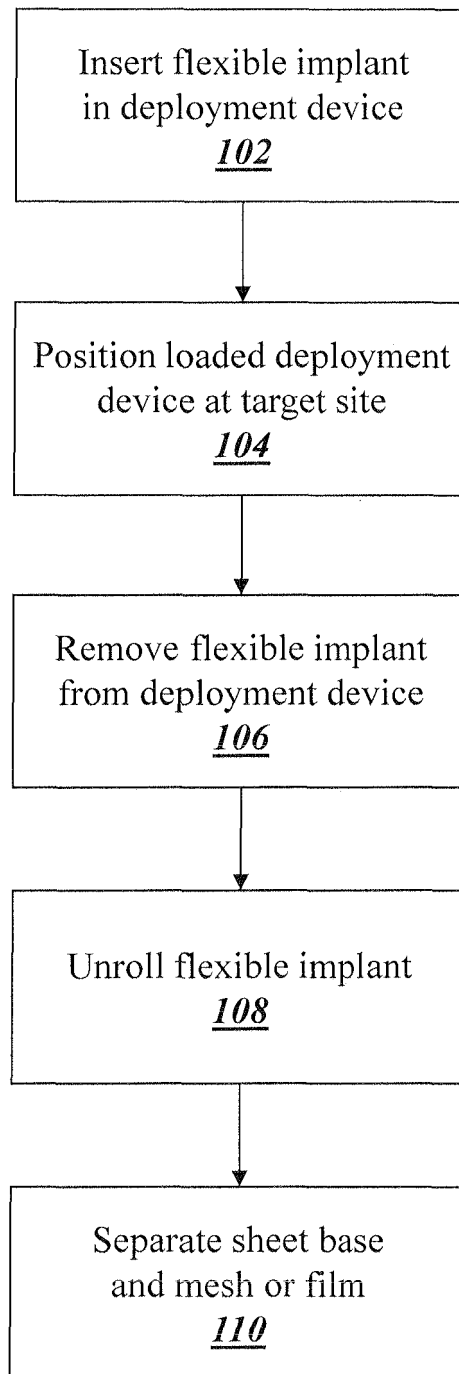 Insert flexible implant
in deployment device
102
Position loaded deployment
device at target site
104
Remove flexible implant
from deployment device
106
Unroll flexible implant
108
Separate sheet base
and mesh or film
110